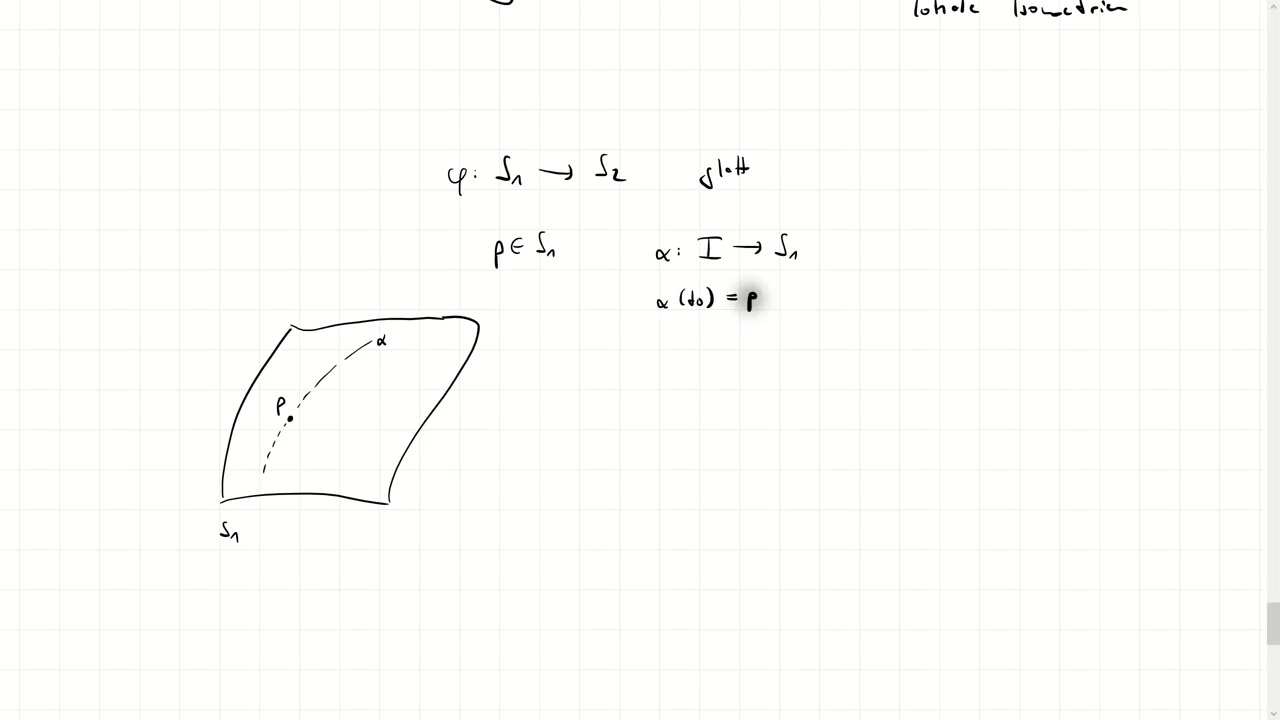 lokale Isometrien
φ: S₁ → S₂ glatt
p ∈ S₁ α: I → S₁
α(t₀) = p
α
p
S₁